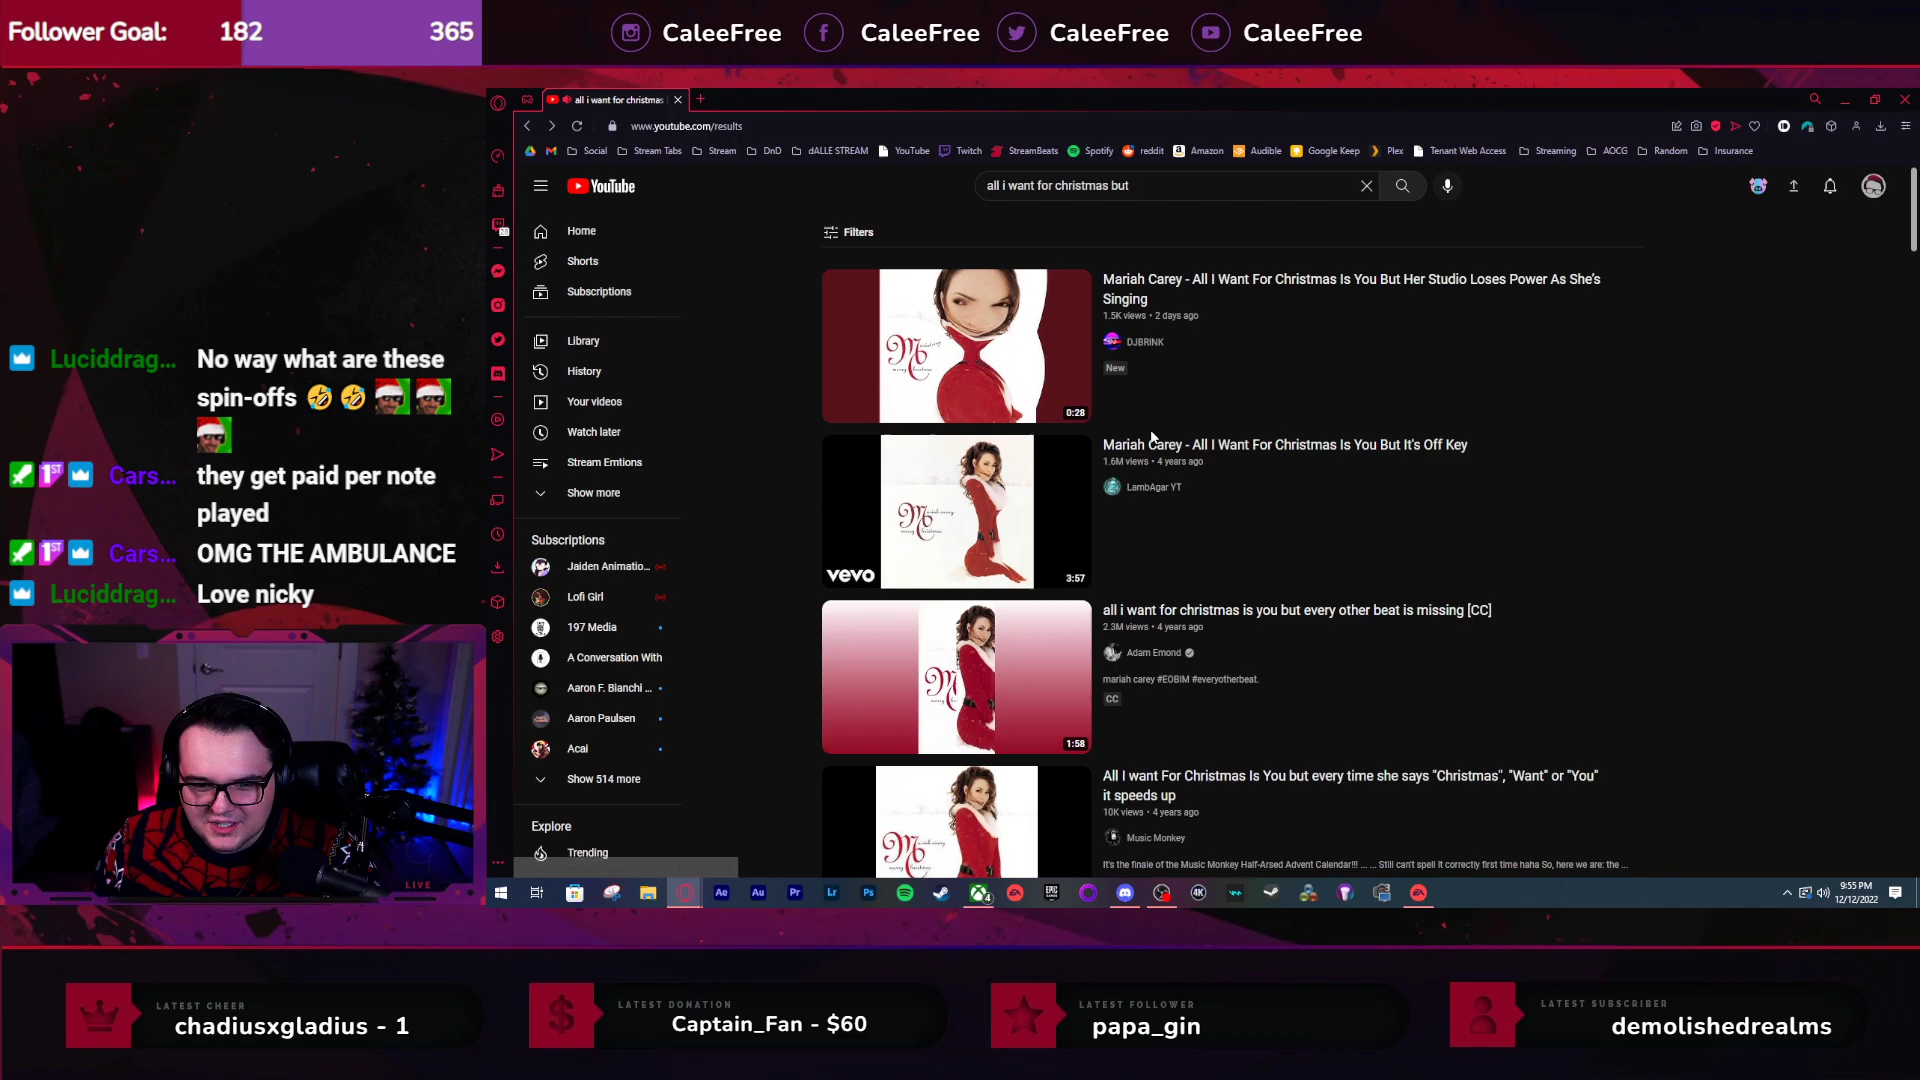 Follower Goal: 182 365
CaleeFree CaleeFree CaleeFree CaleeFree
all i want for christmas
www.youtube.com/results
Social Stream Tabs Stream DnD dALLE STREAM YouTube Twitch StreamBeats Spotify reddit Amazon Audible Google Keep Plex Tenant Web Access Streaming AOCG Random Insurance
YouTube
all i want for christmas but
Home
Shorts
Subscriptions
Library
History
Your videos
Watch later
Stream Emtions
Show more
Subscriptions
Jaiden Animatio...
Lofi Girl
197 Media
A Conversation With
Aaron F. Bianchi ...
Aaron Paulsen
Acai
Show 514 more
Explore
Trending
Filters
Mariah Carey - All I Want For Christmas Is You But Her Studio Loses Power As She's
Singing
1.5K views • 2 days ago
DJBRINK
New
0:28
Mariah Carey - All I Want For Christmas Is You But It's Off Key
1.6M views • 4 years ago
LambAgar YT
vevo
3:57
all i want for christmas is you but every other beat is missing [CC]
2.3M views • 4 years ago
Adam Emond
mariah carey #EOBIM #everyotherbeat.
CC
1:58
All I want For Christmas Is You but every time she says "Christmas", "Want" or "You"
it speeds up
10K views • 4 years ago
Music Monkey
It's the finale of the Music Monkey Half-Arsed Advent Calendar!!! ... ... Still can't spell it correctly first time haha So, here we are: the ...
Luciddrag... No way what are these
spin-offs
Cars... they get paid per note
played
Cars... OMG THE AMBULANCE
Luciddrag... Love nicky
LIVE
Ae Au Pr Lr Ps
9:55 PM
12/12/2022
LATEST CHEER
chadiusxgladius - 1
LATEST DONATION
Captain_Fan - $60
LATEST FOLLOWER
papa_gin
LATEST SUBSCRIBER
demolishedrealms